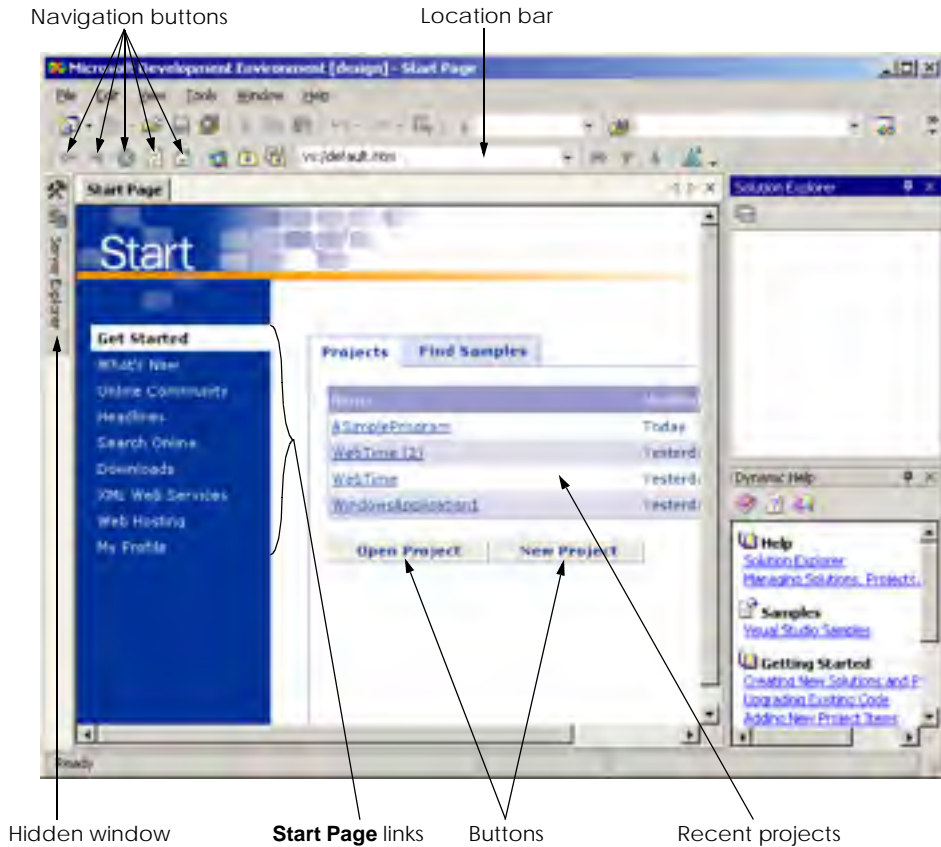 Navigation buttons
Location bar
Microsoft Development Environment [design] - Start Page
File Edit View Tools Window Help
vs:/default.htm
Start Page
Solution Explorer
Server Explorer
Start
Get Started
What's New
Online Community
Headlines
Search Online
Downloads
XML Web Services
Web Hosting
My Profile
Projects
Find Samples
Name
ASimpleProgram
Today
WebTime (2)
Yesterd
WebTime
Yesterd
WindowsApplication1
Yesterd
Open Project
New Project
Dynamic Help
Help
Solution Explorer
Managing Solutions, Projects,
Samples
Visual Studio Samples
Getting Started
Creating New Solutions and P
Upgrading Existing Code
Adding New Project Items
Ready
Hidden window
Start Page links
Buttons
Recent projects